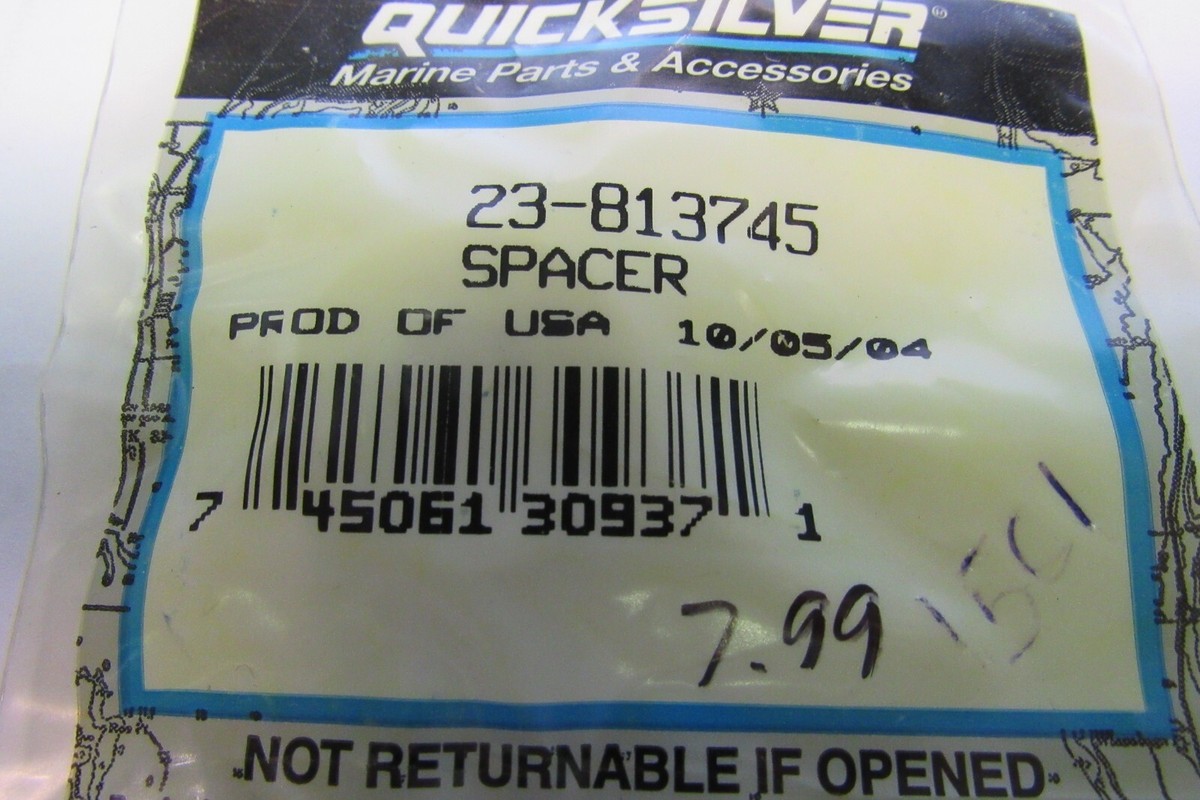 QUICKSILVER®
Marine Parts & Accessories
23-813745
SPACER
PROD OF USA 10/05/04
7 45061 30937 1
7.99
NOT RETURNABLE IF OPENED